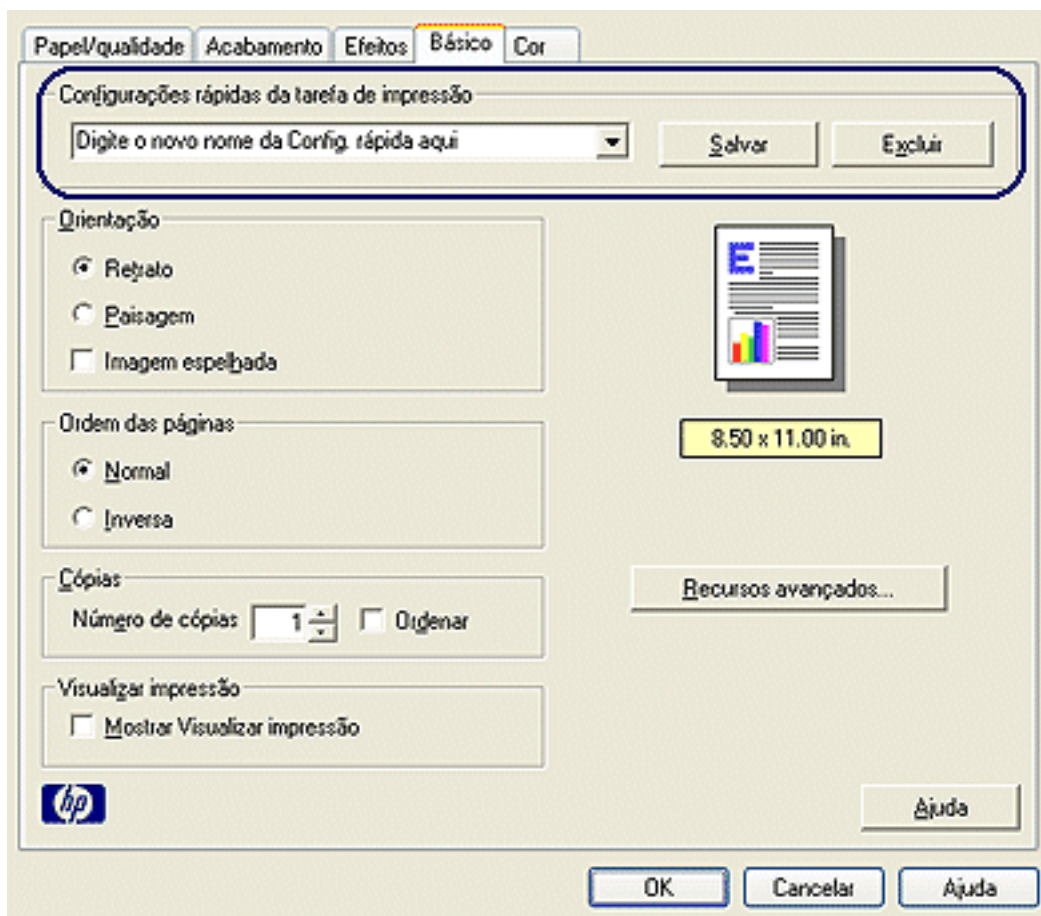 Papel/qualidade Acabamento Efeitos Básico Cor
Configurações rápidas da tarefa de impressão
Digite o novo nome da Config. rápida aqui Salvar Excluir
Orientação
Retrato
Paisagem
Imagem espelhada
E
8.50 x 11.00 in.
Ordem das páginas
Normal
Inversa
Cópias
Número de cópias 1 Ordenar
Recursos avançados...
Visualizar impressão
Mostrar Visualizar impressão
hp
Ajuda
OK Cancelar Ajuda